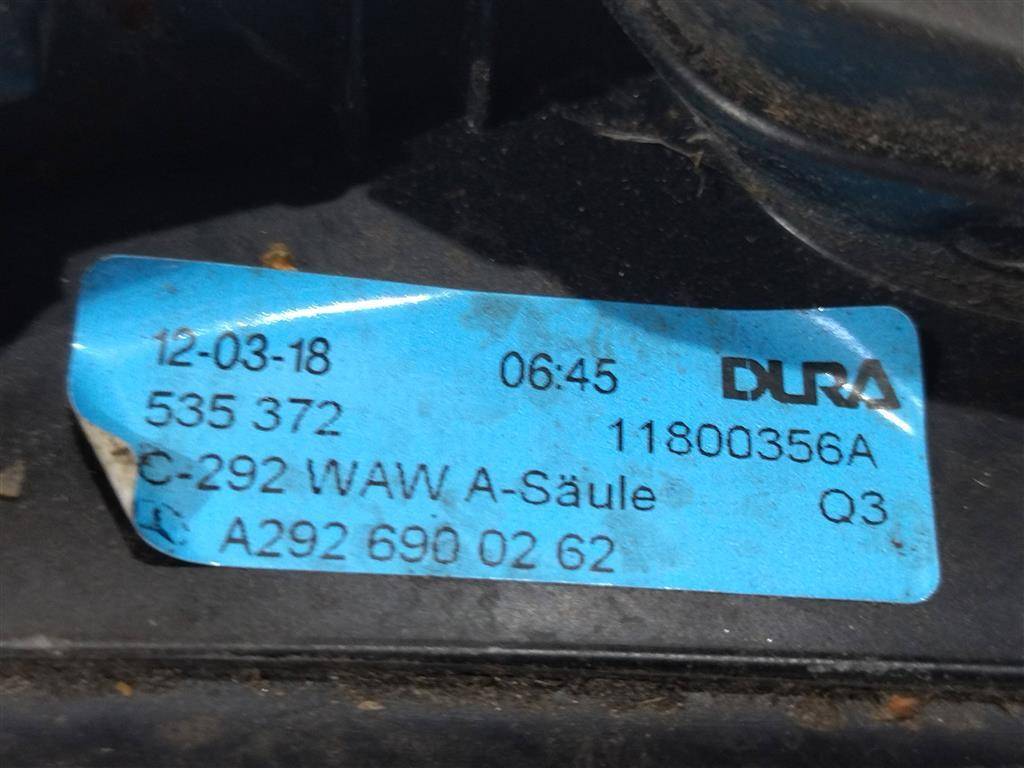 12-03-18 06:45 DURA
535 372 11800356A
C-292 WAW A-Säule Q3
A292 690 02 62